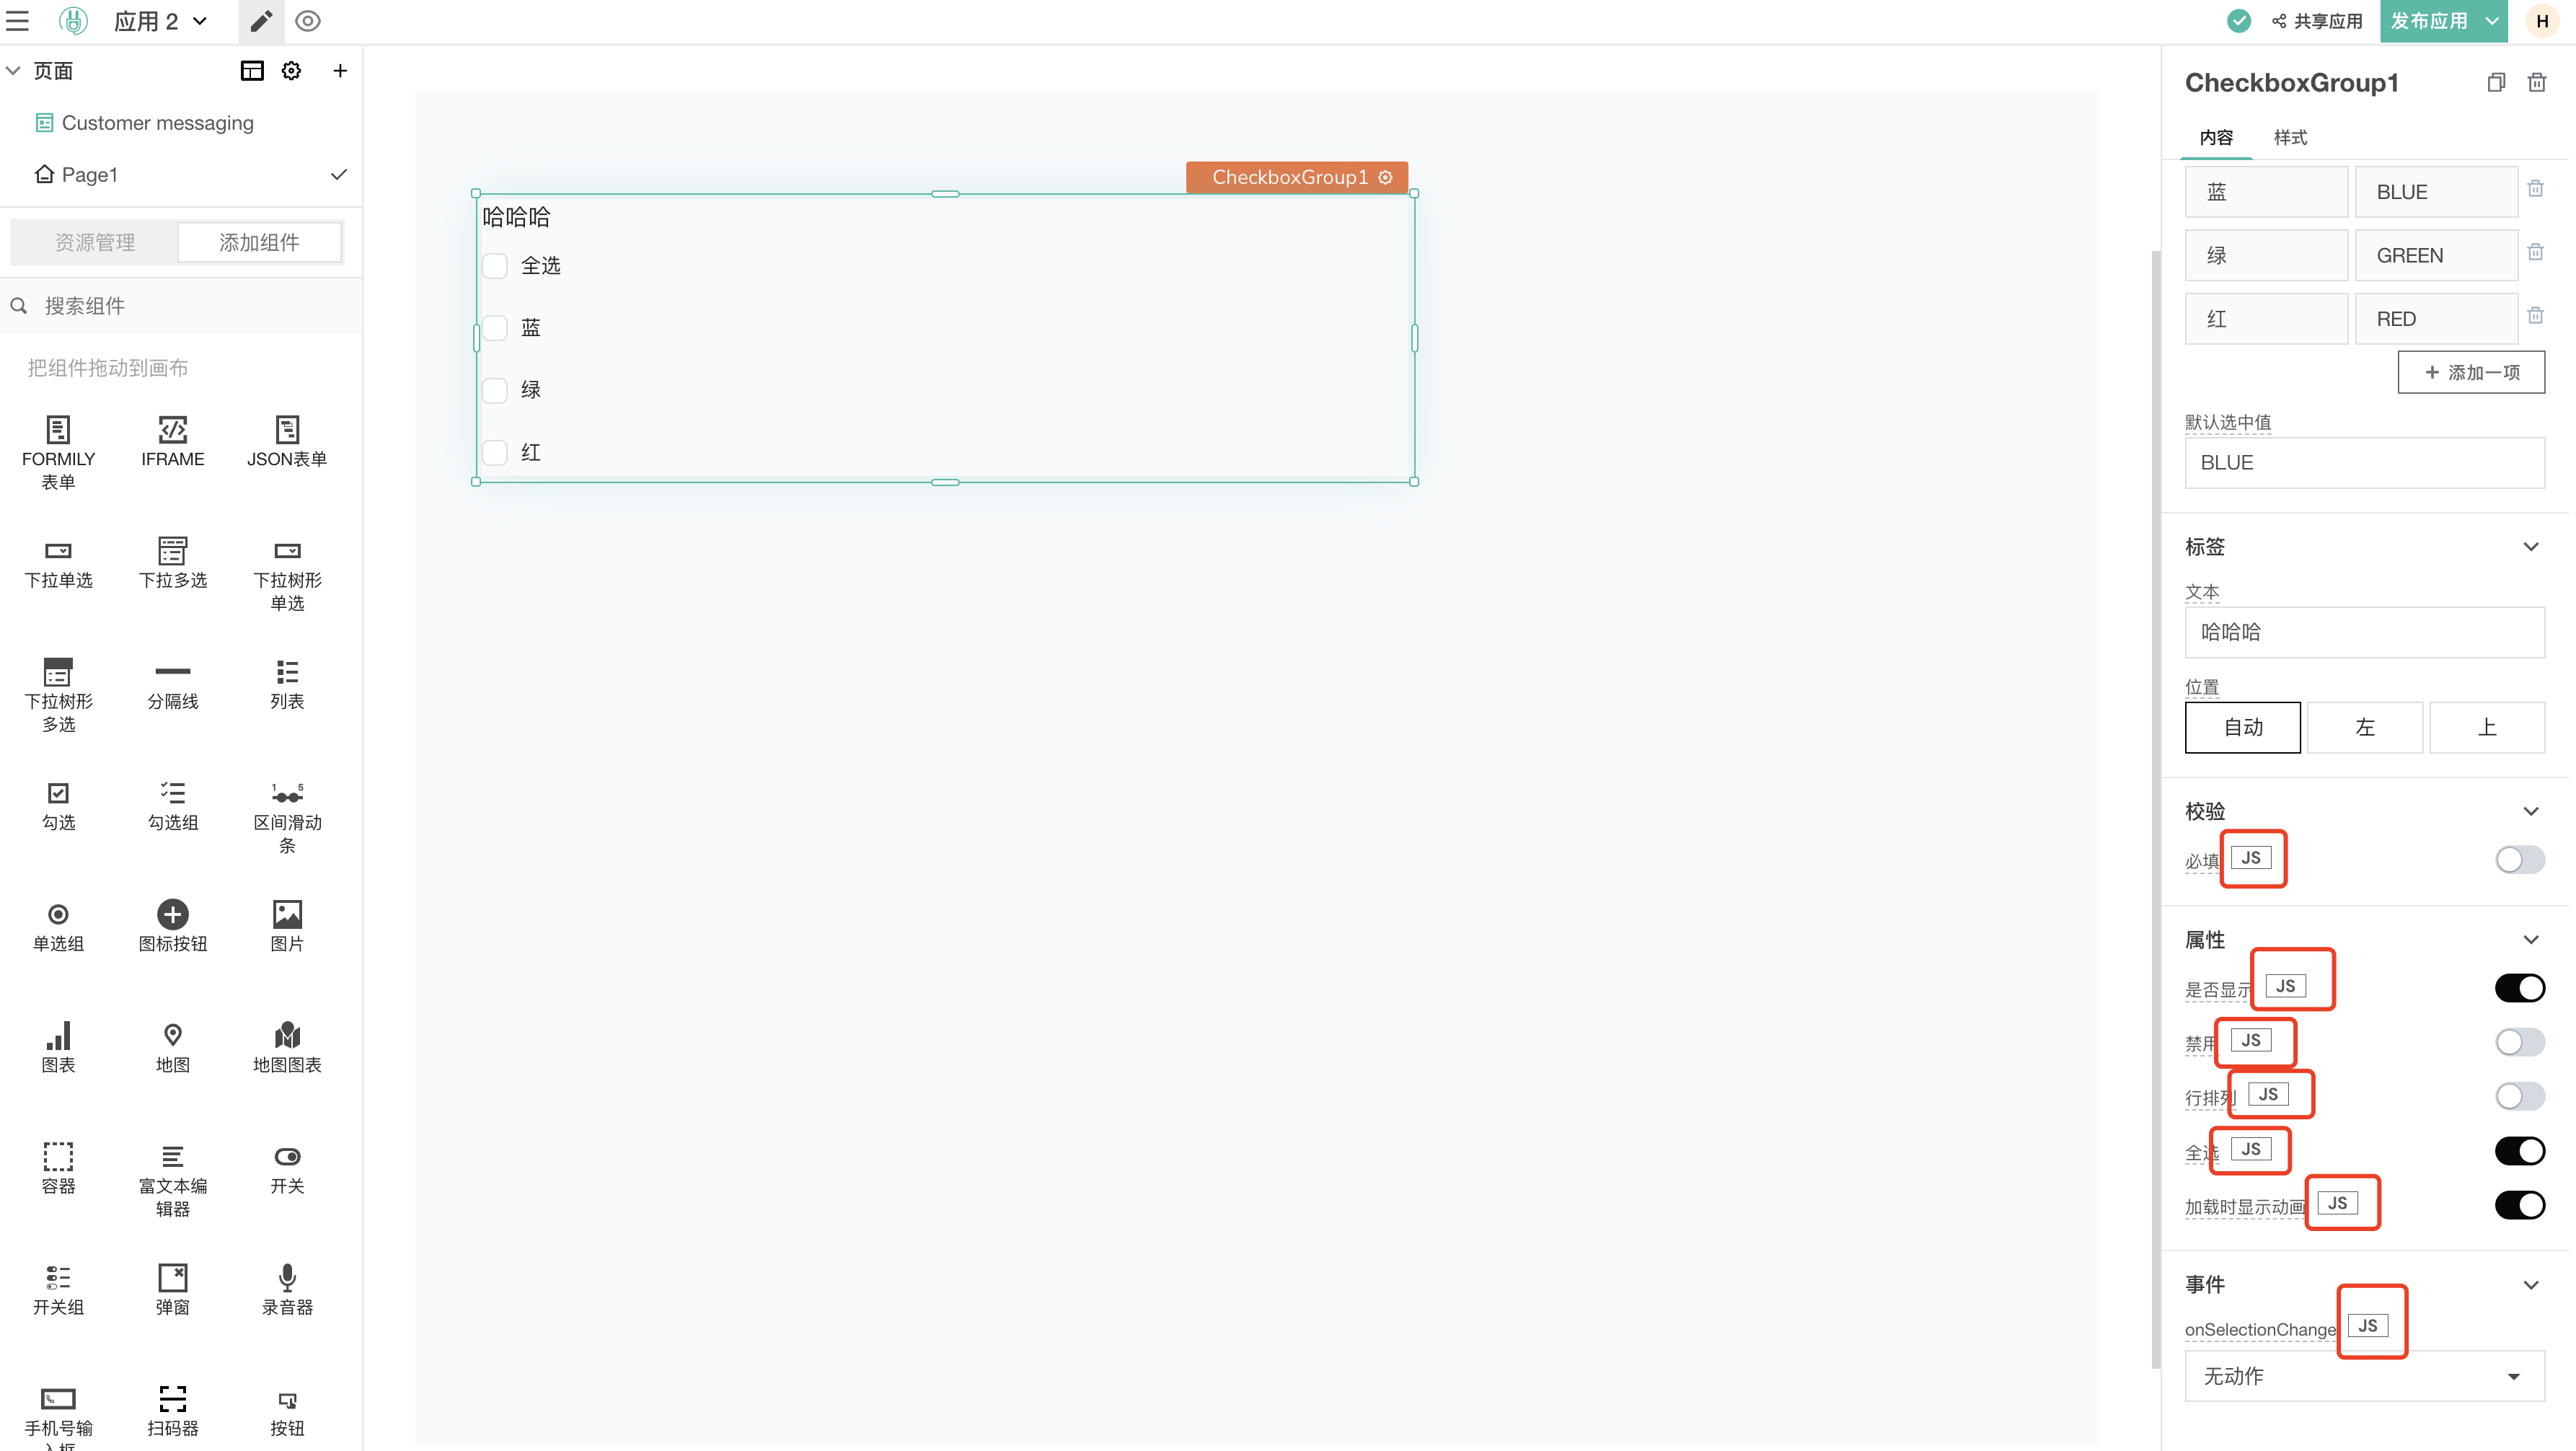 应用 2
共享应用
发布应用
H
页面
Customer messaging
Page1
资源管理
添加组件
搜索组件
把组件拖动到画布
FORMILY
表单
IFRAME
JSON表单
下拉单选
下拉多选
下拉树形
单选
下拉树形
多选
分隔线
列表
勾选
勾选组
1 5
区间滑动
条
单选组
图标按钮
图片
图表
地图
地图图表
容器
富文本编
辑器
开关
开关组
弹窗
录音器
手机号输
入框
扫码器
按钮
CheckboxGroup1
哈哈哈
全选
蓝
绿
红
CheckboxGroup1
内容
样式
蓝
BLUE
绿
GREEN
红
RED
添加一项
默认选中值
BLUE
标签
文本
哈哈哈
位置
自动
左
上
校验
必填
JS
属性
是否显示
JS
禁用
JS
行排列
JS
全选
JS
加载时显示动画
JS
事件
onSelectionChange
JS
无动作